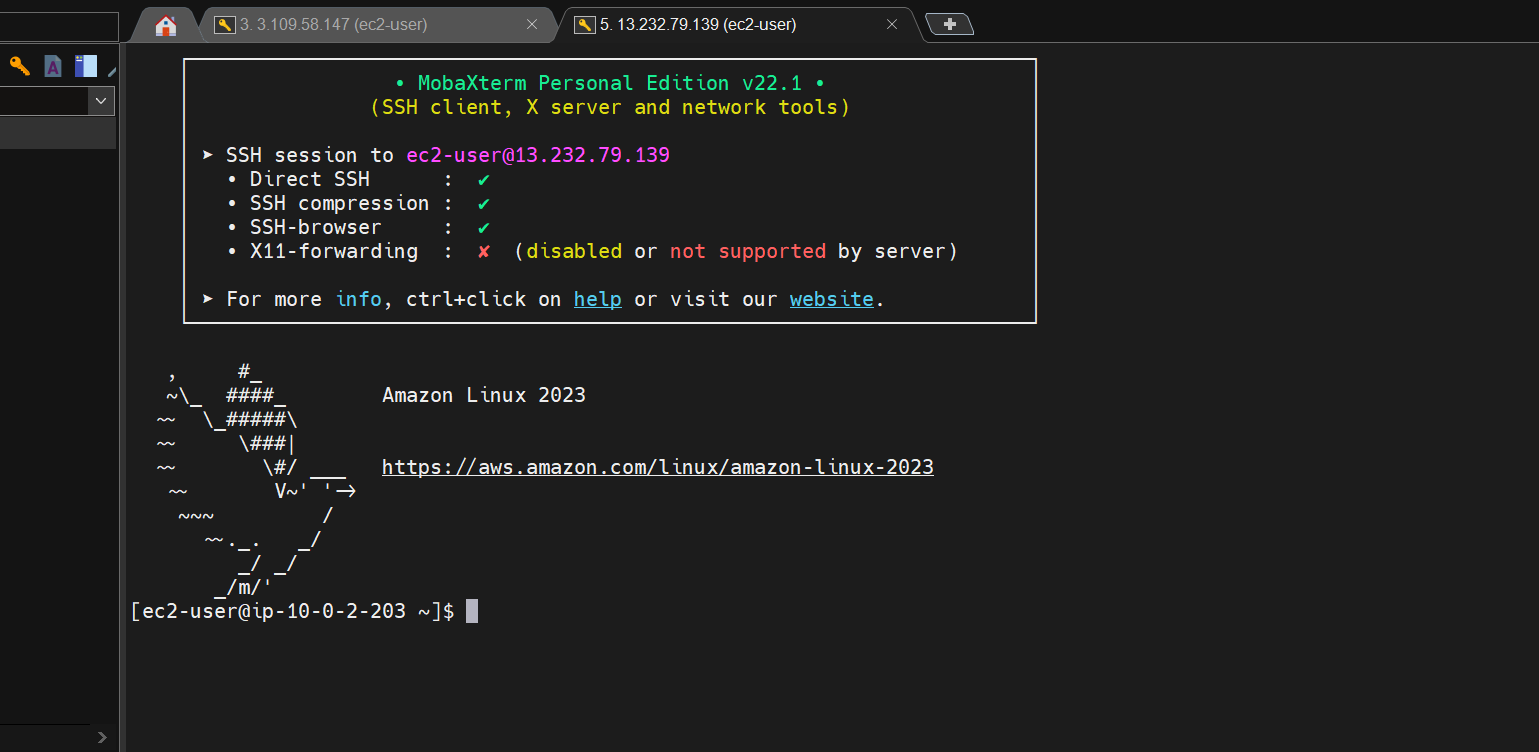 3. 3.109.58.147 (ec2-user)
5. 13.232.79.139 (ec2-user)
• MobaXterm Personal Edition v22.1 •
(SSH client, X server and network tools)
➤ SSH session to ec2-user@13.232.79.139
• Direct SSH      :  ✔
• SSH compression :  ✔
• SSH-browser     :  ✔
• X11-forwarding  :  ✘  (disabled or not supported by server)
➤ For more info, ctrl+click on help or visit our website.
   ,     #_
   ~\_  ####_        Amazon Linux 2023
  ~~  \_#####\
  ~~     \###|
  ~~       \#/ ___   https://aws.amazon.com/linux/amazon-linux-2023
   ~~       V~' '->
    ~~~         /
      ~~._.   _/
         _/ _/
       _/m/'
[ec2-user@ip-10-0-2-203 ~]$